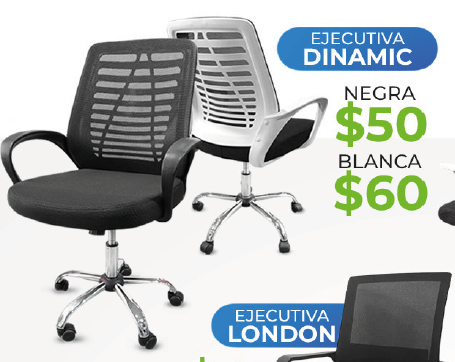 EJECUTIVA
DINAMIC
NEGRA
$50
BLANCA
$60
EJECUTIVA
LONDON